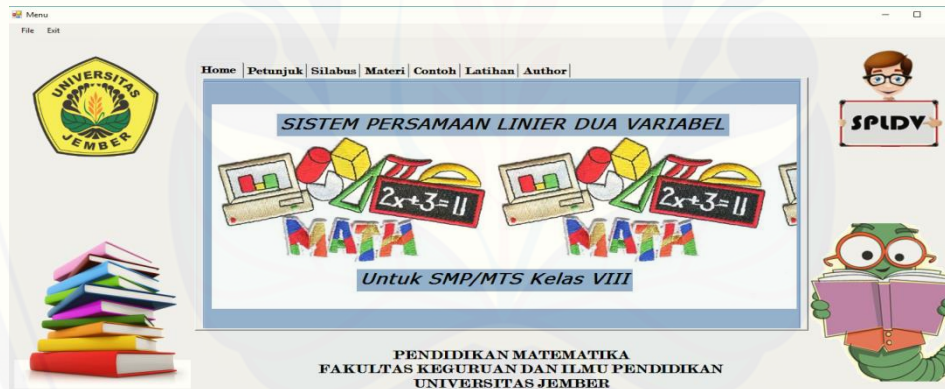 Menu
File Exit
Home Petunjuk Silabus Materi Contoh Latihan Author
UNIVERSITAS
JEMBER
SPLDV
SISTEM PERSAMAAN LINIER DUA VARIABEL
2x+3=11
2x+3=11
MATH
MATH
Untuk SMP/MTS Kelas VIII
PENDIDIKAN MATEMATIKA
FAKULTAS KEGURUAN DAN ILMU PENDIDIKAN
UNIVERSITAS JEMBER